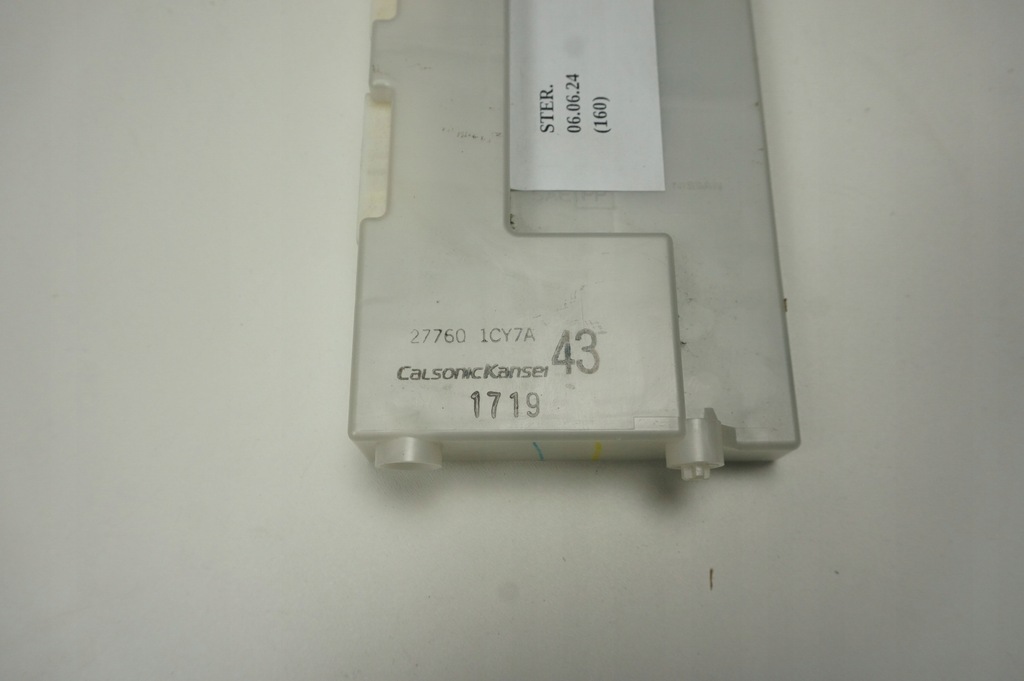 STER.
06.06.24
(160)
27760 1CY7A
43
CalsonicKansei
1719